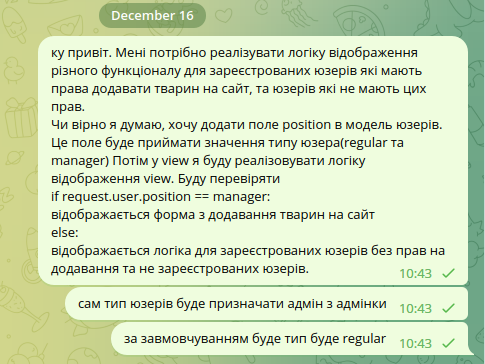 December 16
ку привіт. Мені потрібно реалізувати логіку відображення
різного функціоналу для зареєстрованих юзерів які мають
права додавати тварин на сайт, та юзерів які не мають цих
прав.
Чи вірно я думаю, хочу додати поле position в модель юзерів.
Це поле буде приймати значення типу юзера(regular та
manager) Потім у view я буду реалізовувати логіку
відображення view. Буду перевіряти
if request.user.position == manager:
відображається форма з додавання тварин на сайт
else:
відображається логіка для зареєстрованих юзерів без прав на
додавання та не зареєстрованих юзерів.
10:43
сам тип юзерів буде призначати адмін з адмінки
10:43
за завмовчуванням буде тип буде regular
10:43